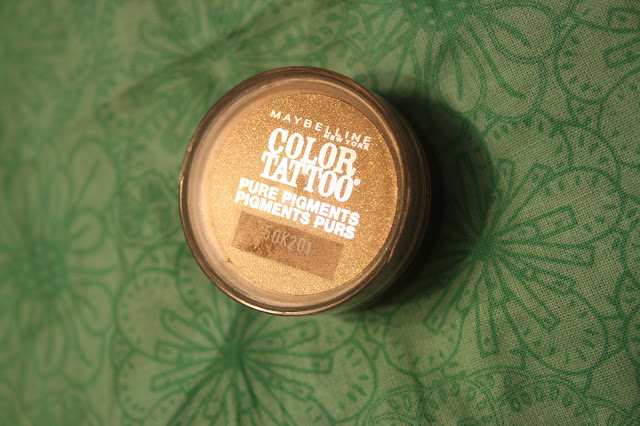 MAYBELLINE
NEW YORK
COLOR
TATTOO®
PURE PIGMENTS
PIGMENTS PURS
50K201